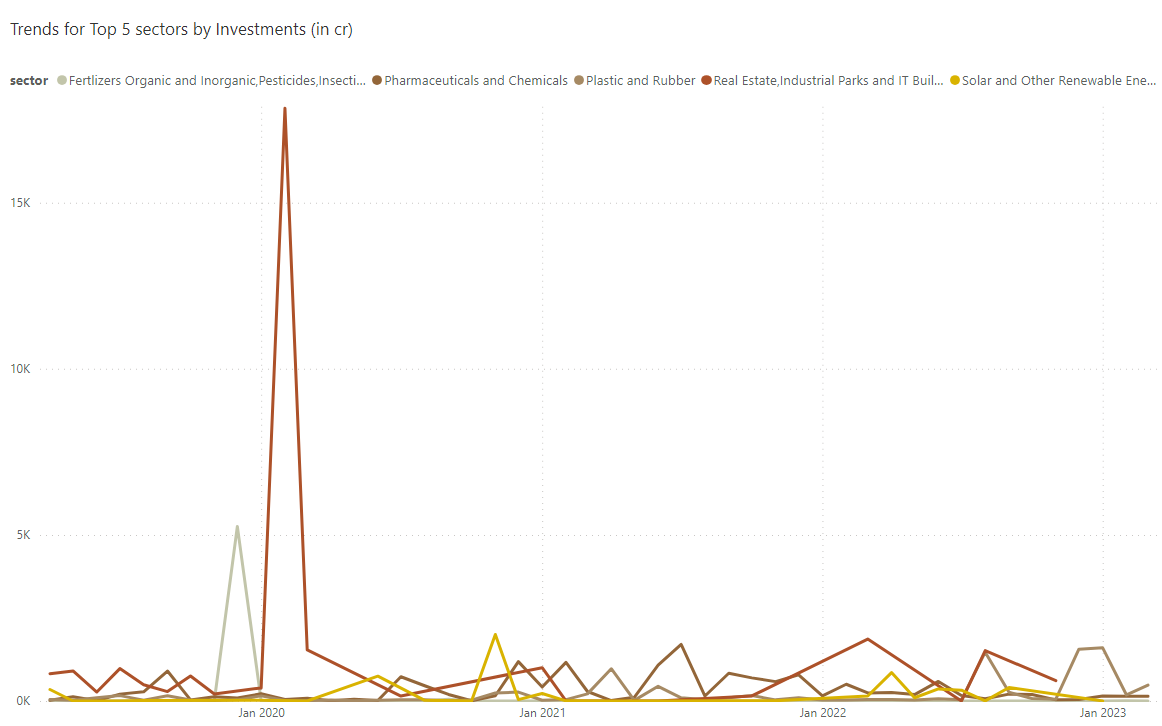 Trends for Top 5 sectors by Investments (in cr)
sector Fertlizers Organic and Inorganic,Pesticides,Insecti... Pharmaceuticals and Chemicals Plastic and Rubber Real Estate,Industrial Parks and IT Buil... Solar and Other Renewable Ene...
15K
10K
5K
0K
Jan 2020 Jan 2021 Jan 2022 Jan 2023